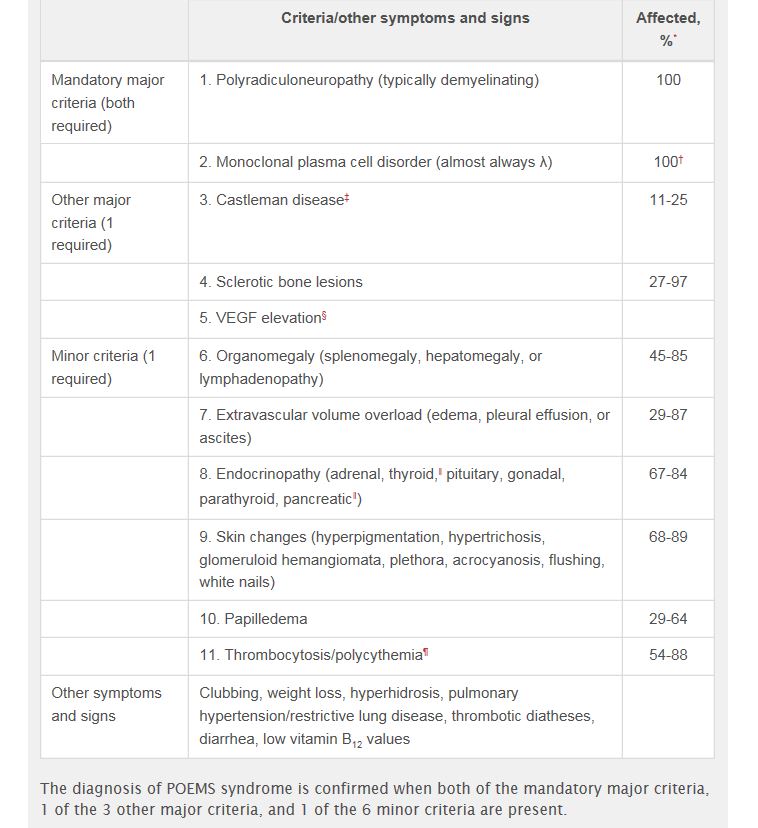 Criteria/other symptoms and signs
Affected,
%*
Mandatory major
criteria (both
required)
1. Polyradiculoneuropathy (typically demyelinating)
100
2. Monoclonal plasma cell disorder (almost always λ)
100†
Other major
criteria (1
required)
3. Castleman disease‡
11-25
4. Sclerotic bone lesions
27-97
5. VEGF elevation§
Minor criteria (1
required)
6. Organomegaly (splenomegaly, hepatomegaly, or
lymphadenopathy)
45-85
7. Extravascular volume overload (edema, pleural effusion, or
ascites)
29-87
8. Endocrinopathy (adrenal, thyroid,‖ pituitary, gonadal,
parathyroid, pancreatic‖)
67-84
9. Skin changes (hyperpigmentation, hypertrichosis,
glomeruloid hemangiomata, plethora, acrocyanosis, flushing,
white nails)
68-89
10. Papilledema
29-64
11. Thrombocytosis/polycythemia¶
54-88
Other symptoms
and signs
Clubbing, weight loss, hyperhidrosis, pulmonary
hypertension/restrictive lung disease, thrombotic diatheses,
diarrhea, low vitamin B12 values
The diagnosis of POEMS syndrome is confirmed when both of the mandatory major criteria,
1 of the 3 other major criteria, and 1 of the 6 minor criteria are present.